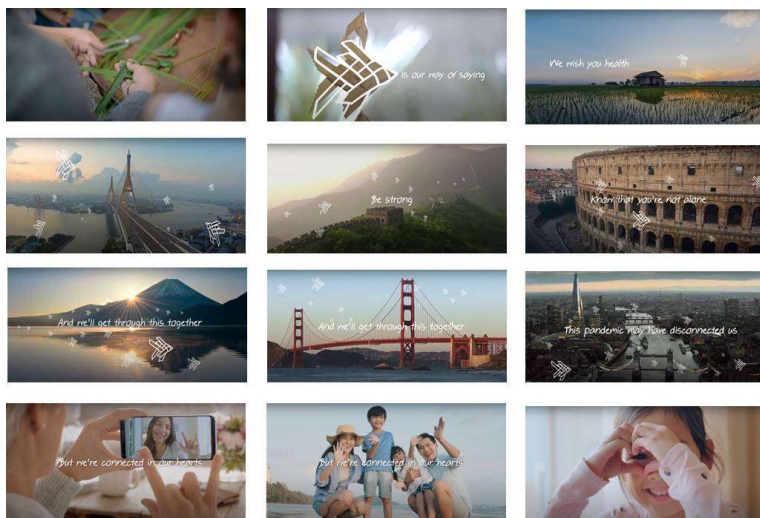 is our way of saying
We wish you health
Be strong
Know that you're not alone
And we'll get through this together
And we'll get through this together
This pandemic may have disconnected us
But we're connected in our hearts
But we're connected in our hearts